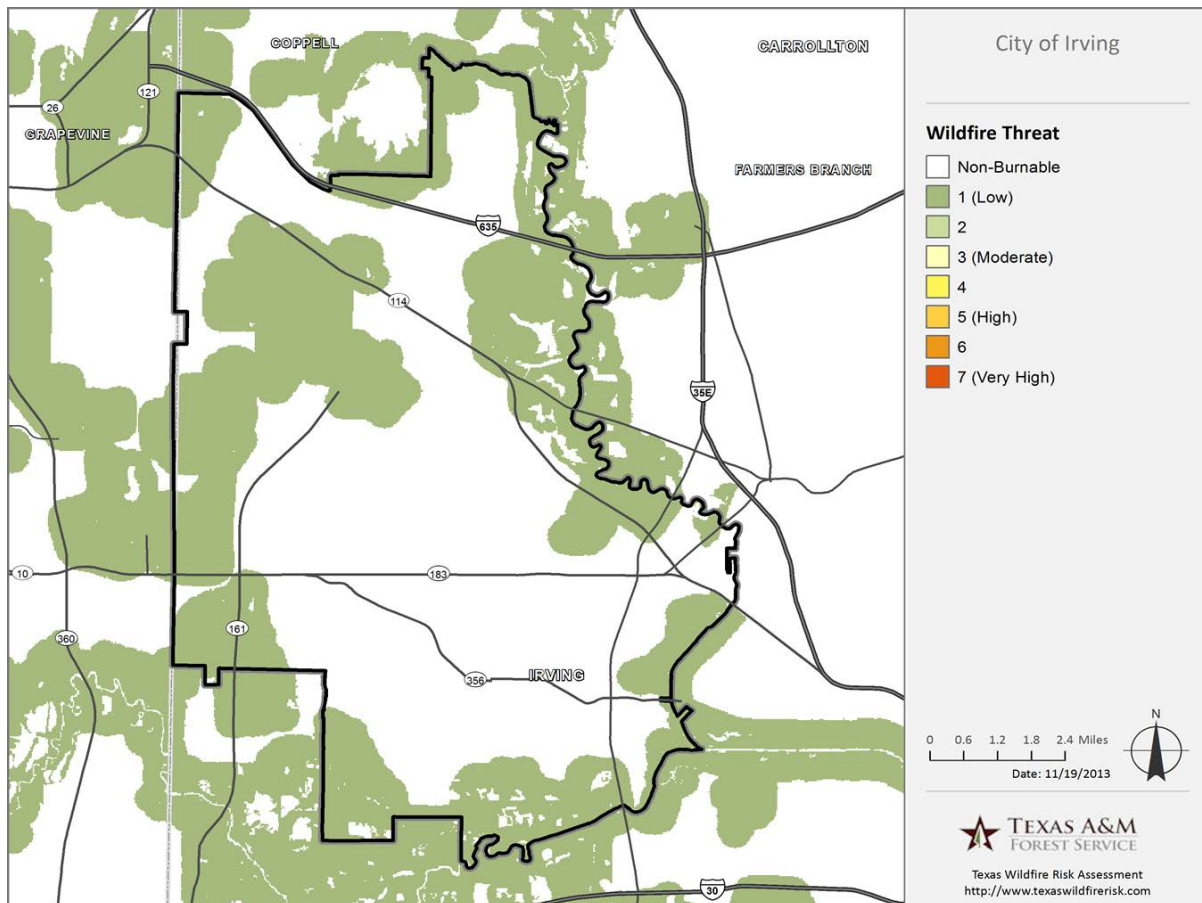 COPPELL
CARROLLTON
121
26
GRAPEVINE
FARMERS BRANCH
635
114
35E
10
183
360
161
356
IRVING
30
City of Irving
Wildfire Threat
Non-Burnable
1 (Low)
2
3 (Moderate)
4
5 (High)
6
7 (Very High)
N
0 0.6 1.2 1.8 2.4 Miles
Date: 11/19/2013
TEXAS A&M
FOREST SERVICE
Texas Wildfire Risk Assessment
http://www.texaswildfirerisk.com